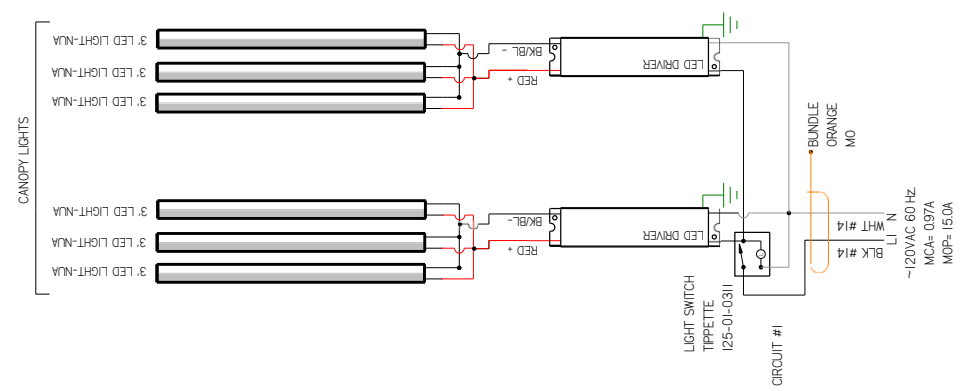 CANOPY LIGHTS
3' LED LIGHT-NUA
3' LED LIGHT-NUA
3' LED LIGHT-NUA
BK/BL -
RED +
LED DRIVER
3' LED LIGHT-NUA
3' LED LIGHT-NUA
3' LED LIGHT-NUA
BK/BL-
RED +
LED DRIVER
BUNDLE
ORANGE
MO
WHT #14
BLK #14
L1 N
~120VAC 60 HZ.
MCA= 0.97A
MOP= 15.0A
LIGHT SWITCH
TIPPETTE
125-01-0311
CIRCUIT #1